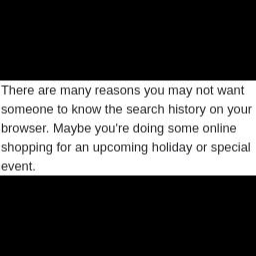 There are many reasons you may not want
someone to know the search history on your
browser. Maybe you're doing some online
shopping for an upcoming holiday or special
event.